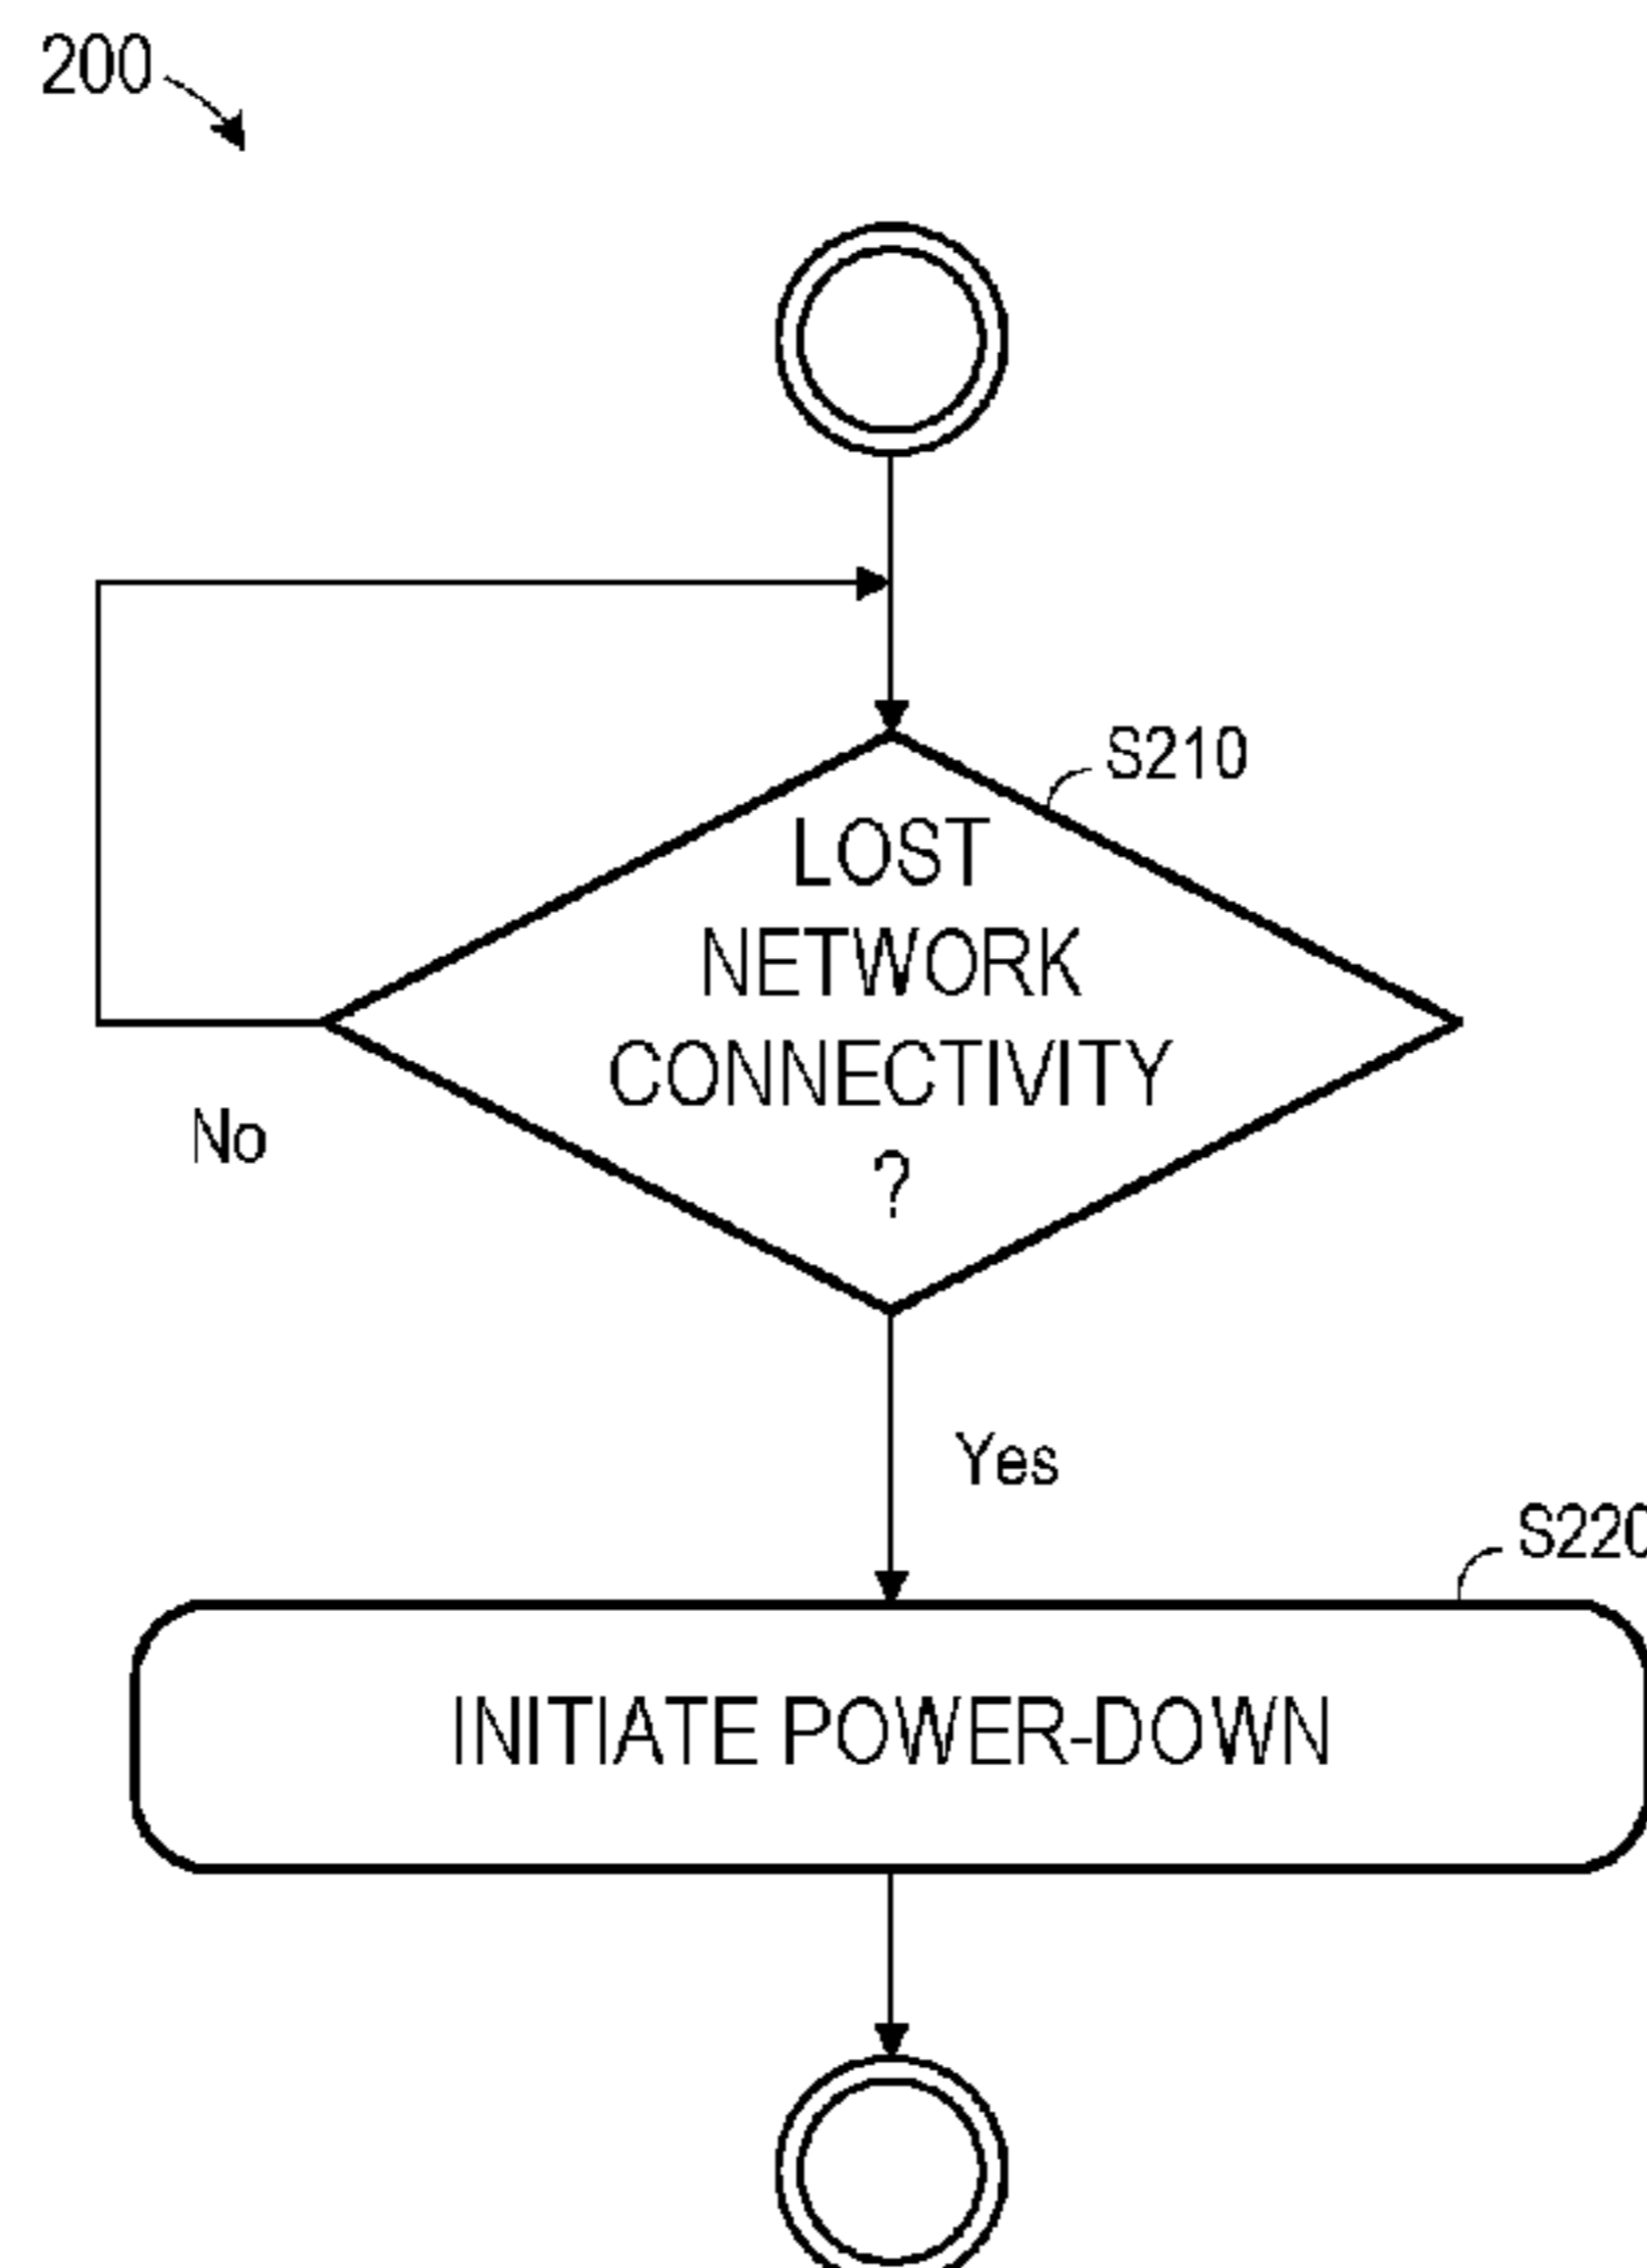 200
S210
LOST
NETWORK
CONNECTIVITY
?
No
Yes
S220
INITIATE POWER-DOWN